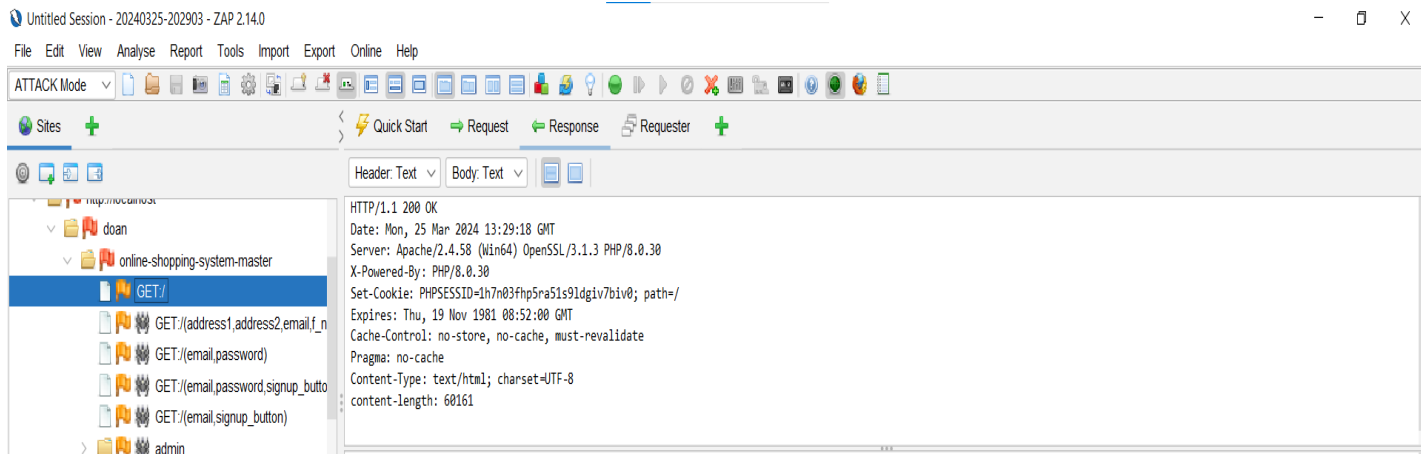 Untitled Session - 20240325-202903 - ZAP 2.14.0
File Edit View Analyse Report Tools Import Export Online Help
ATTACK Mode
Sites
Quick Start Request Response Requester
Header: Text Body: Text
http://localhost
doan
online-shopping-system-master
GET:/
GET:/(address1,address2,email,f_n
GET:/(email,password)
GET:/(email,password,signup_butto
GET:/(email,signup_button)
admin
HTTP/1.1 200 OK
Date: Mon, 25 Mar 2024 13:29:18 GMT
Server: Apache/2.4.58 (Win64) OpenSSL/3.1.3 PHP/8.0.30
X-Powered-By: PHP/8.0.30
Set-Cookie: PHPSESSID=1h7n03fhp5ra51s9ldgiv7biv0; path=/
Expires: Thu, 19 Nov 1981 08:52:00 GMT
Cache-Control: no-store, no-cache, must-revalidate
Pragma: no-cache
Content-Type: text/html; charset=UTF-8
content-length: 60161